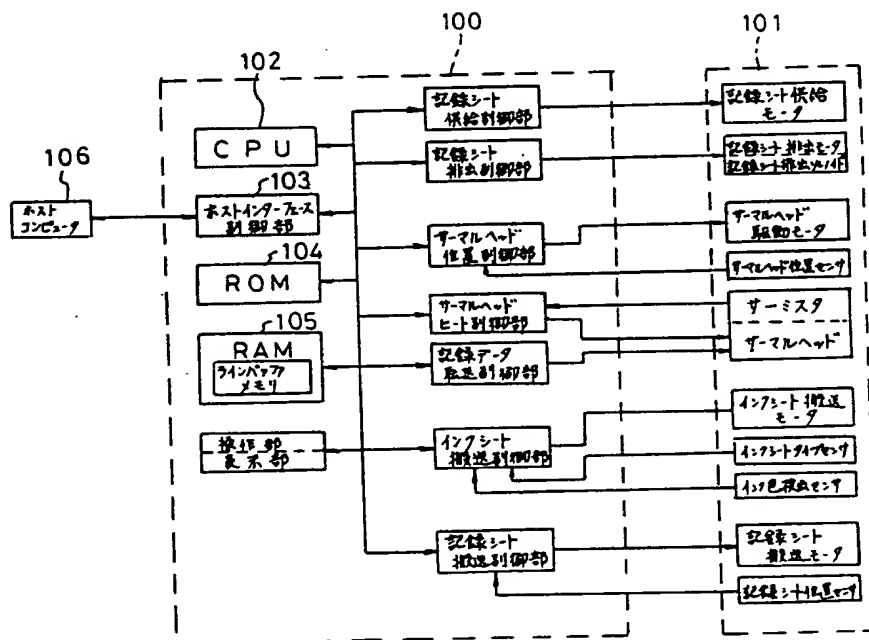 100
101
102
記録シート
供給制御部
記録シート供給
モータ
CPU
記録シート
排出制御部
記録シート排出モータ
記録シート排出ソレノイド
106
103
ホスト
コンピュータ
ホストインターフェース
制御部
サーマルヘッド
位置制御部
サーマルヘッド
駆動モータ
サーマルヘッド位置センサ
104
ROM
サーマルヘッド
ヒート制御部
サーミスタ
サーマルヘッド
105
RAM
ラインバッファ
メモリ
記録データ
転送制御部
操作部
表示部
インクシート
搬送制御部
インクシート搬送
モータ
インクシートタイプセンサ
インク色検出センサ
記録シート
搬送制御部
記録シート
搬送モータ
記録シート位置センサ